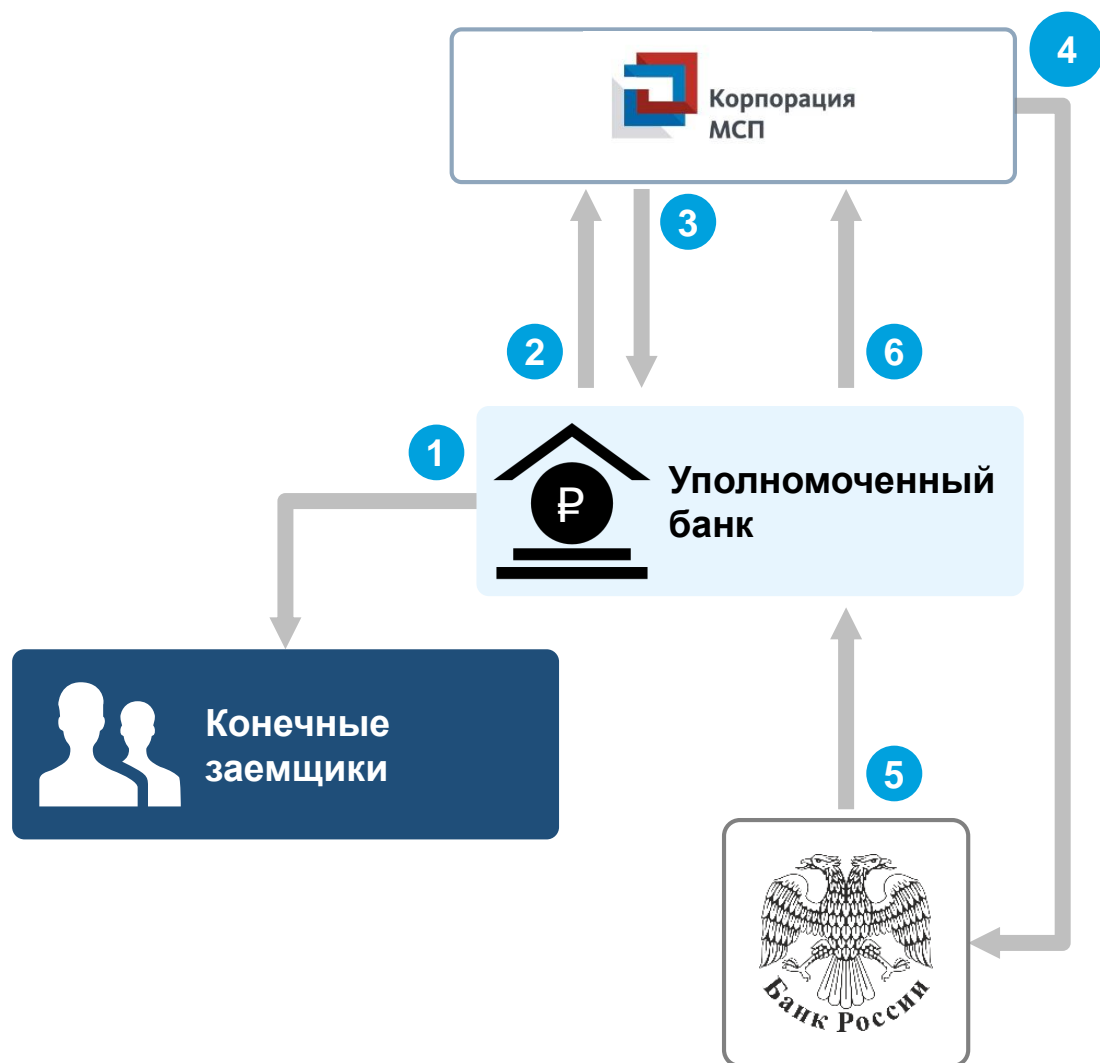 4
Корпорация
МСП
3
2
6
1
₽
Уполномоченный
банк
Конечные
заемщики
5
Банк России